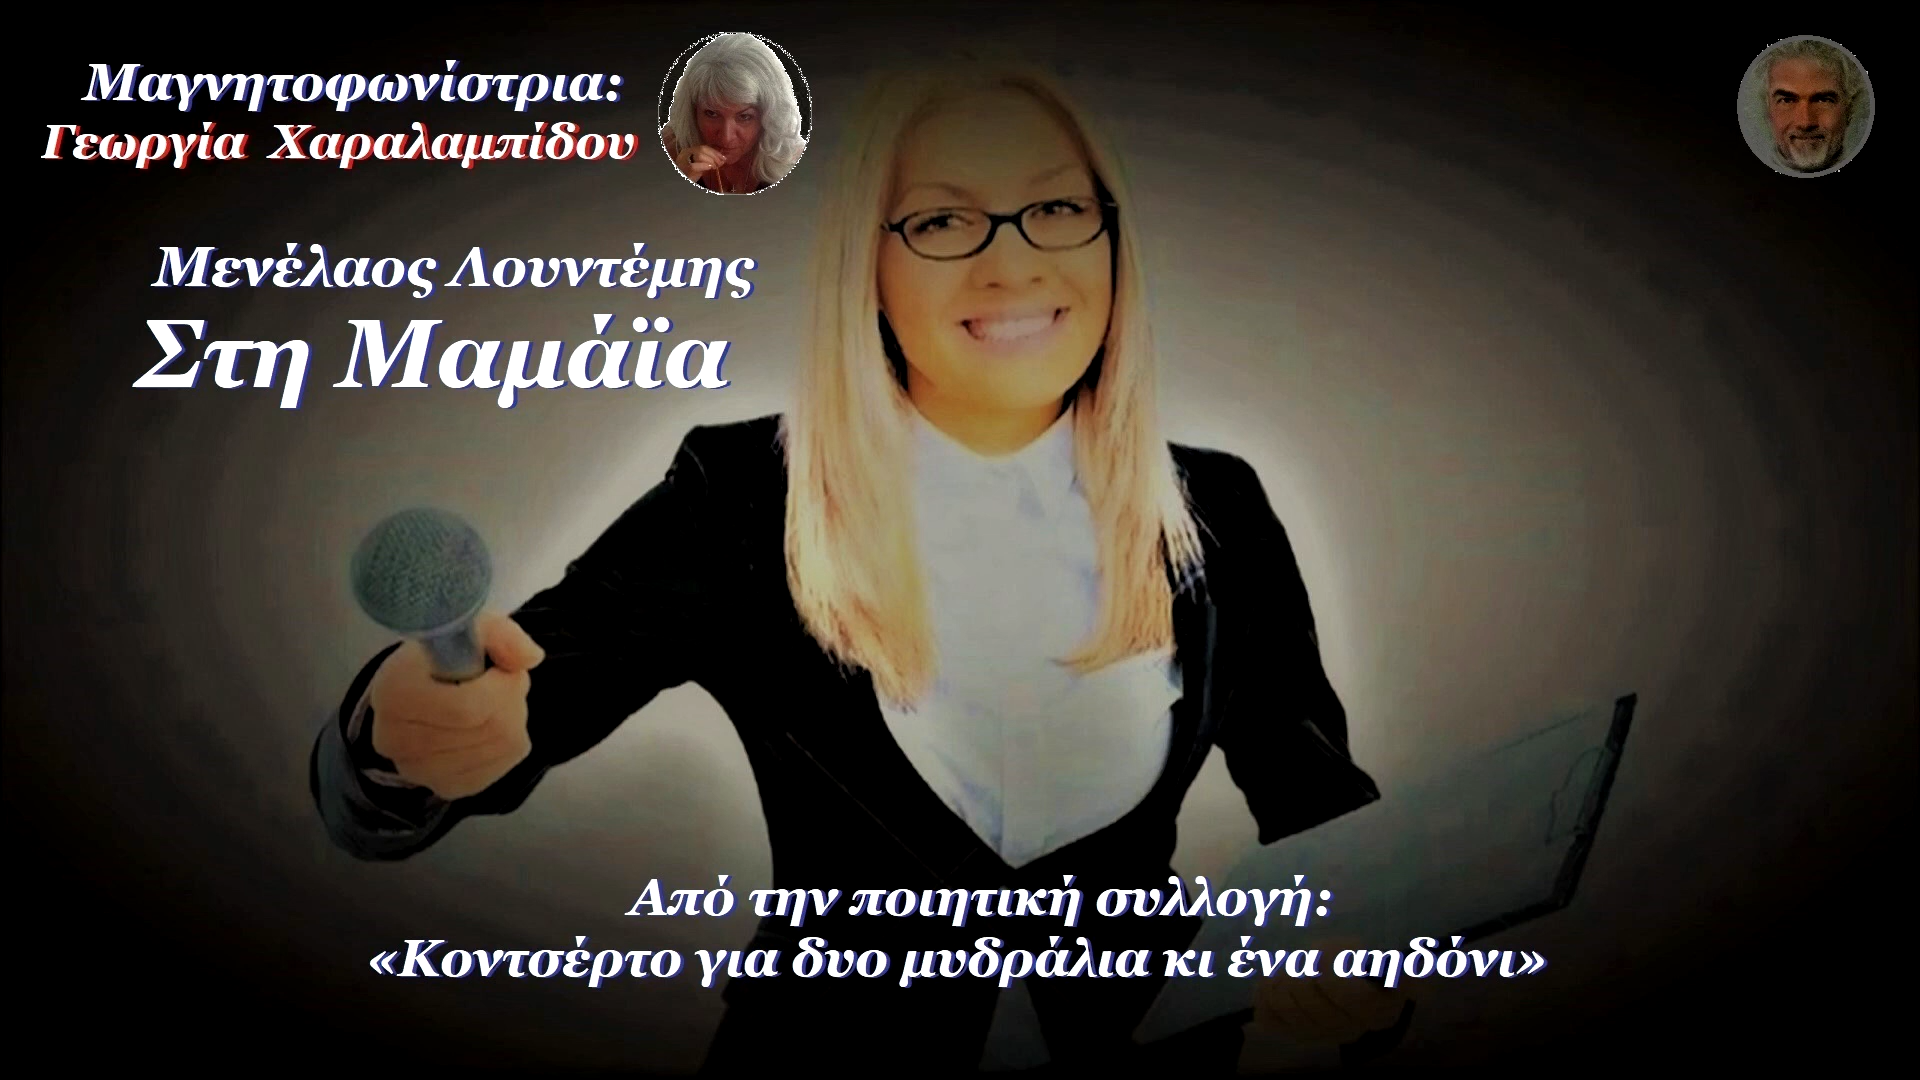 Μαγνητοφωνίστρια:
Γεωργία Χαραλαμπίδου
Μενέλαος Λουντέμης
Στη Μαμάϊα
Από την ποιητική συλλογή:
«Κοντσέρτο για δυο μυδράλια κι ένα αηδόνι»